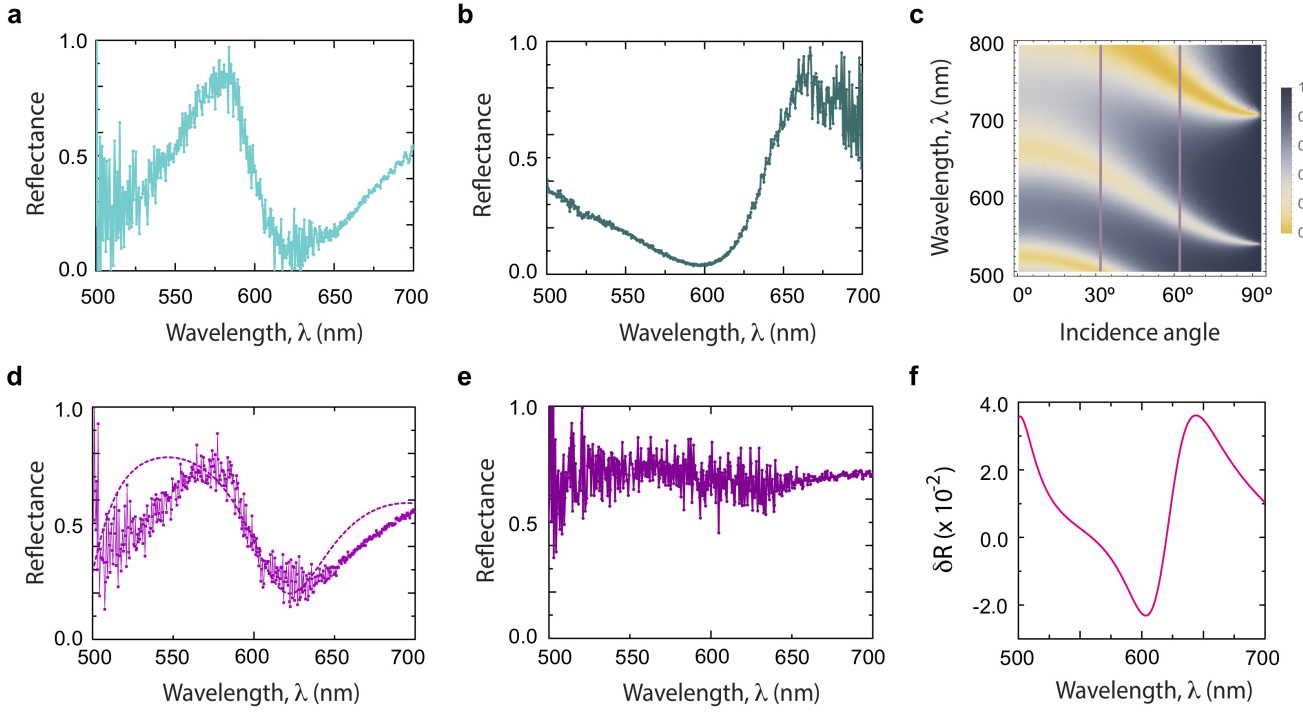 a
1.0
0.5
0.0
Reflectance
500 550 600 650 700
Wavelength, λ (nm)
b
1.0
0.5
0.0
Reflectance
500 550 600 650 700
Wavelength, λ (nm)
c
800
700
600
500
Wavelength, λ (nm)
0º 30º 60º 90º
Incidence angle
d
1.0
0.5
0.0
Reflectance
500 550 600 650 700
Wavelength, λ (nm)
e
1.0
0.5
0.0
Reflectance
500 550 600 650 700
Wavelength, λ (nm)
f
4.0
2.0
0.0
-2.0
δR (x 10-2)
500 600 700
Wavelength, λ (nm)